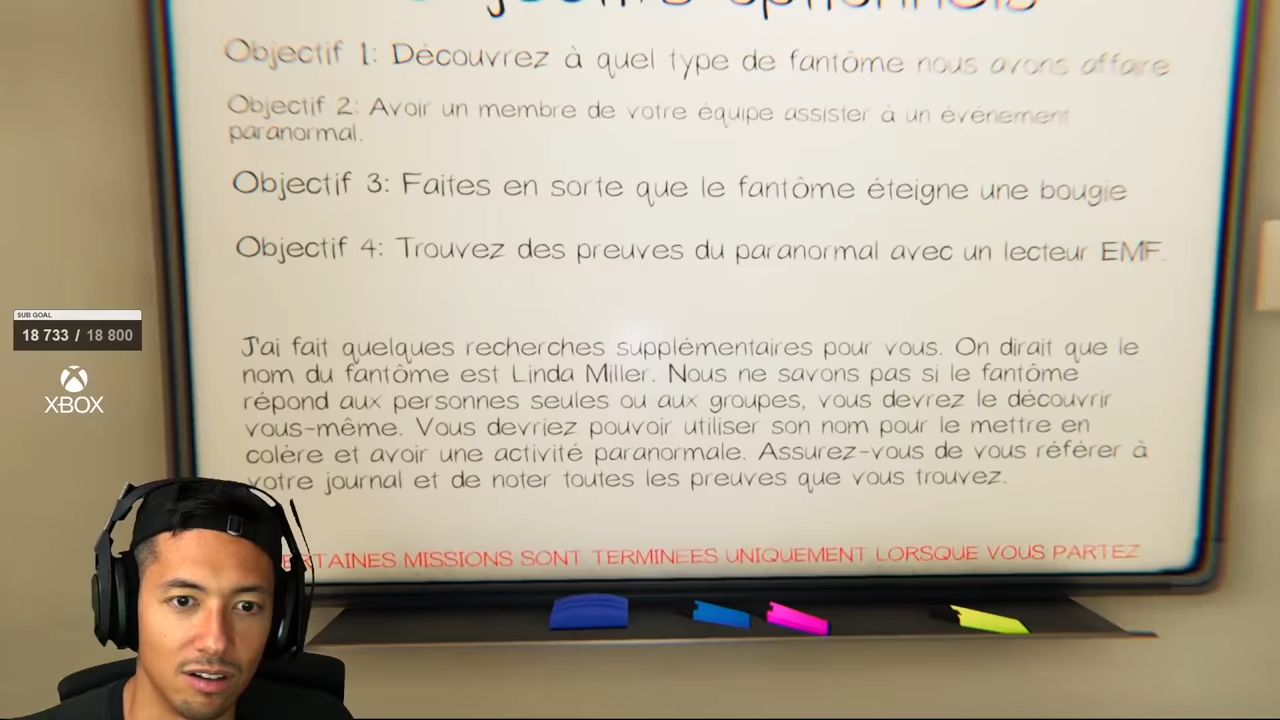 Objectif 1: Découvrez à quel type de fantôme nous avons affaire
Objectif 2: Avoir un membre de votre équipe assister à un événement
paranormal.
Objectif 3: Faites en sorte que le fantôme éteigne une bougie
Objectif 4: Trouvez des preuves du paranormal avec un lecteur EMF.
SUB GOAL
18 733 / 18 800
XBOX
J'ai fait quelques recherches supplémentaires pour vous. On dirait que le
nom du fantôme est Linda Miller. Nous ne savons pas si le fantôme
répond aux personnes seules ou aux groupes, vous devrez le découvrir
vous-même. Vous devriez pouvoir utiliser son nom pour le mettre en
colère et avoir une activité paranormale. Assurez-vous de vous référer à
votre journal et de noter toutes les preuves que vous trouvez.
ERTAINES MISSIONS SONT TERMINEES UNIQUEMENT LORSQUE VOUS PARTEZ